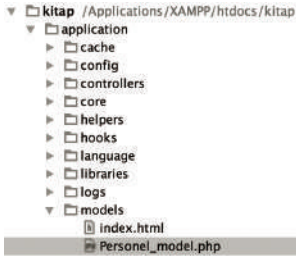 kitap /Applications/XAMPP/htdocs/kitap
application
cache
config
controllers
core
helpers
hooks
language
libraries
logs
models
index.html
Personel_model.php